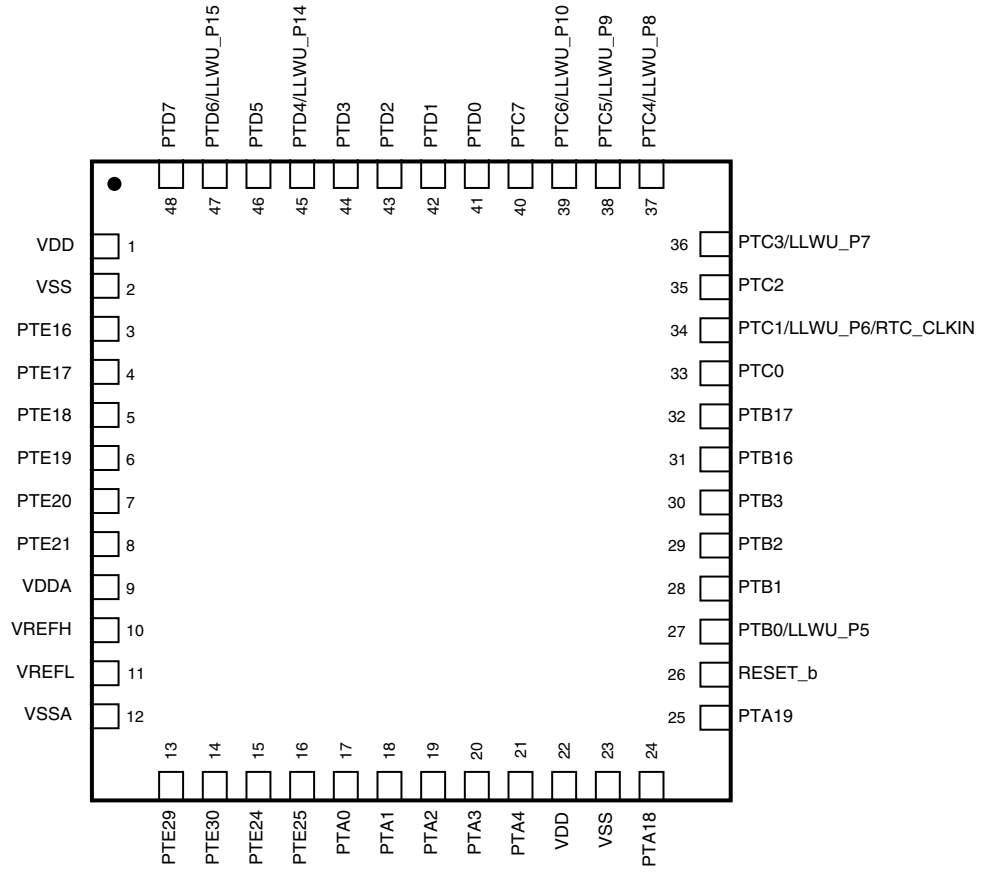 PTD7
PTD6/LLWU_P15
PTD5
PTD4/LLWU_P14
PTD3
PTD2
PTD1
PTD0
PTC7
PTC6/LLWU_P10
PTC5/LLWU_P9
PTC4/LLWU_P8
48
47
46
45
44
43
42
41
40
39
38
37
VDD 1
VSS 2
PTE16 3
PTE17 4
PTE18 5
PTE19 6
PTE20 7
PTE21 8
VDDA 9
VREFH 10
VREFL 11
VSSA 12
36 PTC3/LLWU_P7
35 PTC2
34 PTC1/LLWU_P6/RTC_CLKIN
33 PTC0
32 PTB17
31 PTB16
30 PTB3
29 PTB2
28 PTB1
27 PTB0/LLWU_P5
26 RESET_b
25 PTA19
13
14
15
16
17
18
19
20
21
22
23
24
PTE29
PTE30
PTE24
PTE25
PTA0
PTA1
PTA2
PTA3
PTA4
VDD
VSS
PTA18